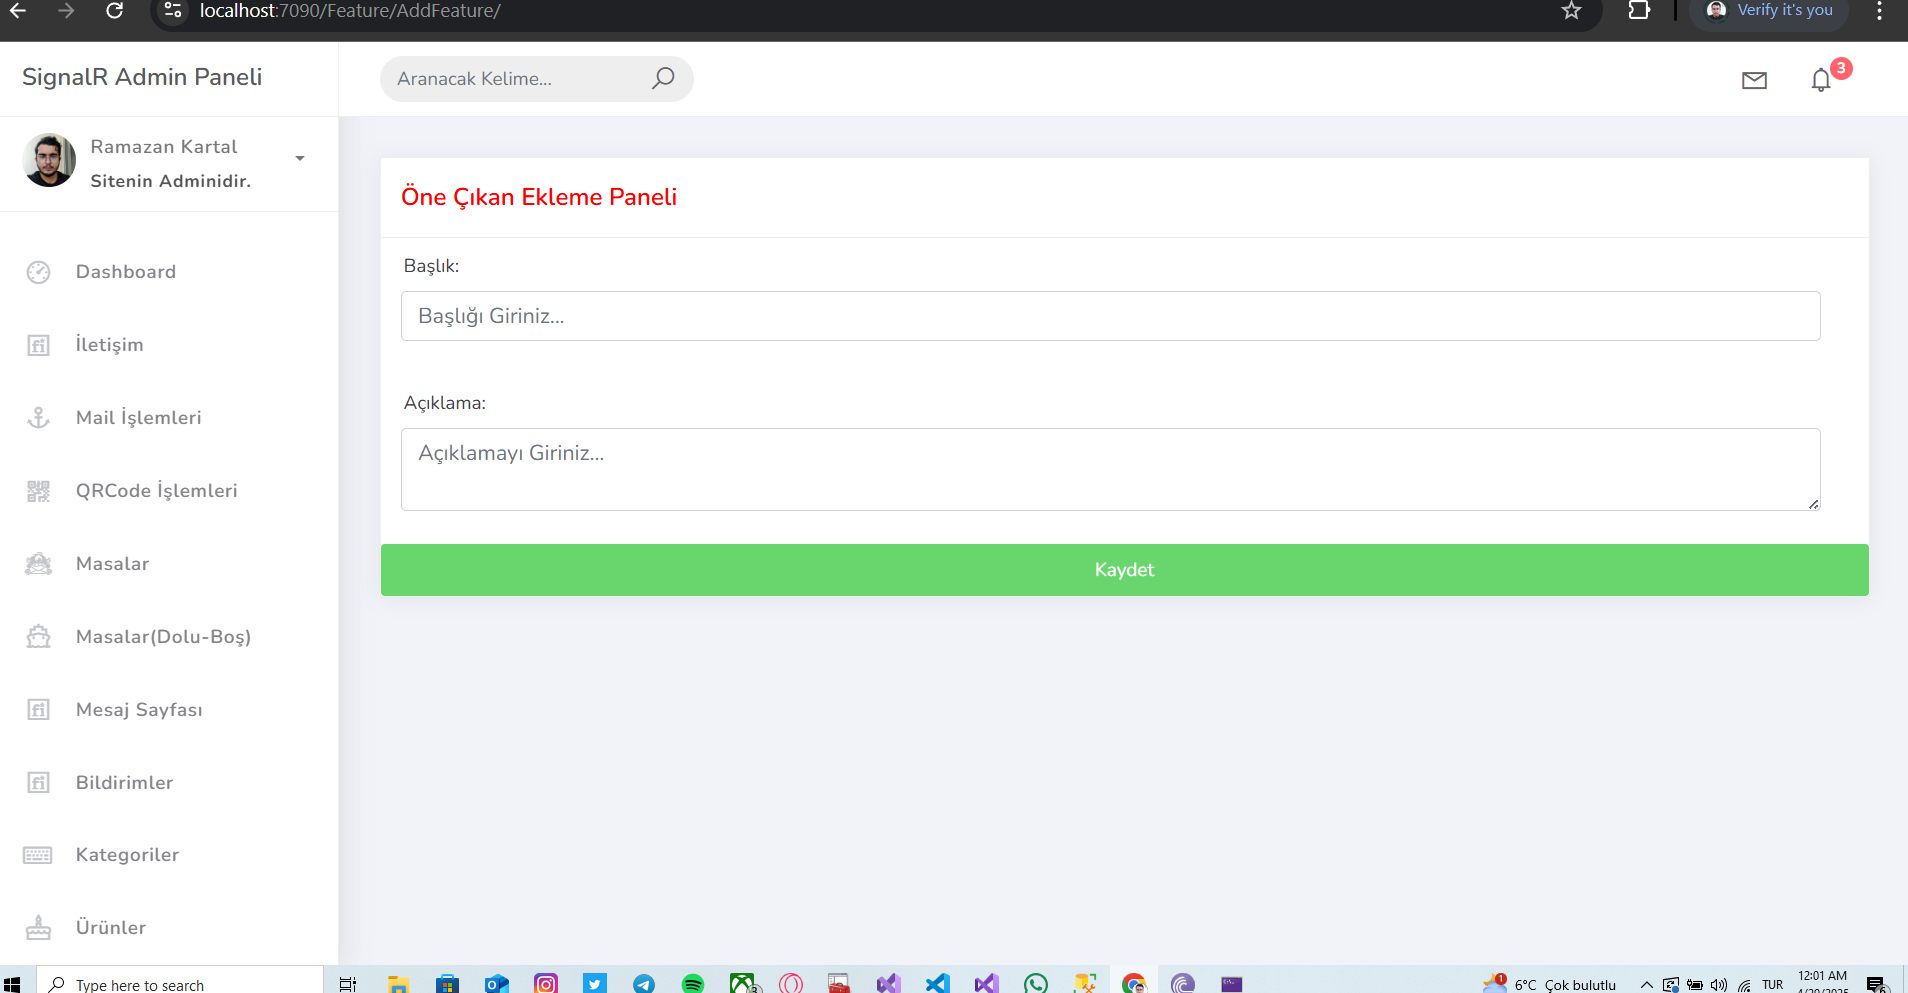 localhost:7090/Feature/AddFeature/
Verify it's you
SignalR Admin Paneli
Aranacak Kelime...
3
Ramazan Kartal
Sitenin Adminidir.
Dashboard
İletişim
Mail İşlemleri
QRCode İşlemleri
Masalar
Masalar(Dolu-Boş)
Mesaj Sayfası
Bildirimler
Kategoriler
Ürünler
Öne Çıkan Ekleme Paneli
Başlık:
Başlığı Giriniz...
Açıklama:
Açıklamayı Giriniz...
Kaydet
Type here to search
1
6°C Çok bulutlu
TUR
12:01 AM